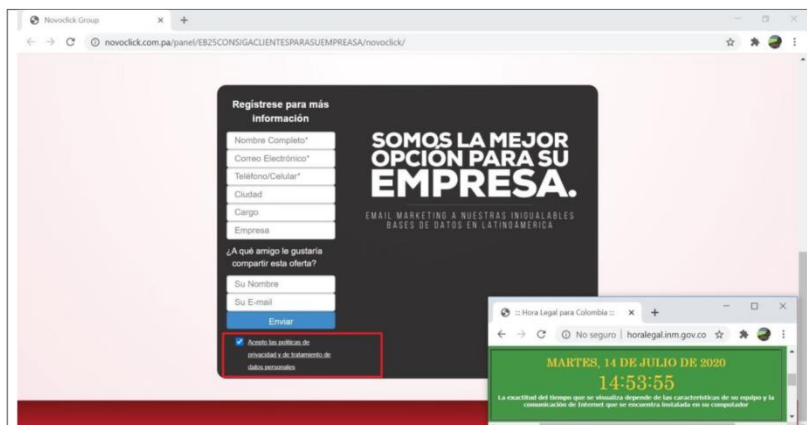 Novoclick Group
novoclick.com.pa/panel/EB25CONSIGACLIENTESPARASUEMPREASA/novoclick/
Regístrese para más
información
Nombre Completo*
Correo Electrónico*
Teléfono/Celular*
Ciudad
Cargo
Empresa
¿A qué amigo le gustaría
compartir esta oferta?
Su Nombre
Su E-mail
Enviar
Acepto las políticas de
privacidad y de tratamiento de
datos personales
SOMOS LA MEJOR
OPCIÓN PARA SU
EMPRESA.
EMAIL MARKETING A NUESTRAS INIGUALABLES
BASES DE DATOS EN LATINOAMERICA
::: Hora Legal para Colombia :::
No seguro | horalegal.inm.gov.co
MARTES, 14 DE JULIO DE 2020
14:53:55
La exactitud del tiempo que se visualiza depende de las características de su equipo y la
comunicación de Internet que se encuentra instalada en su computador